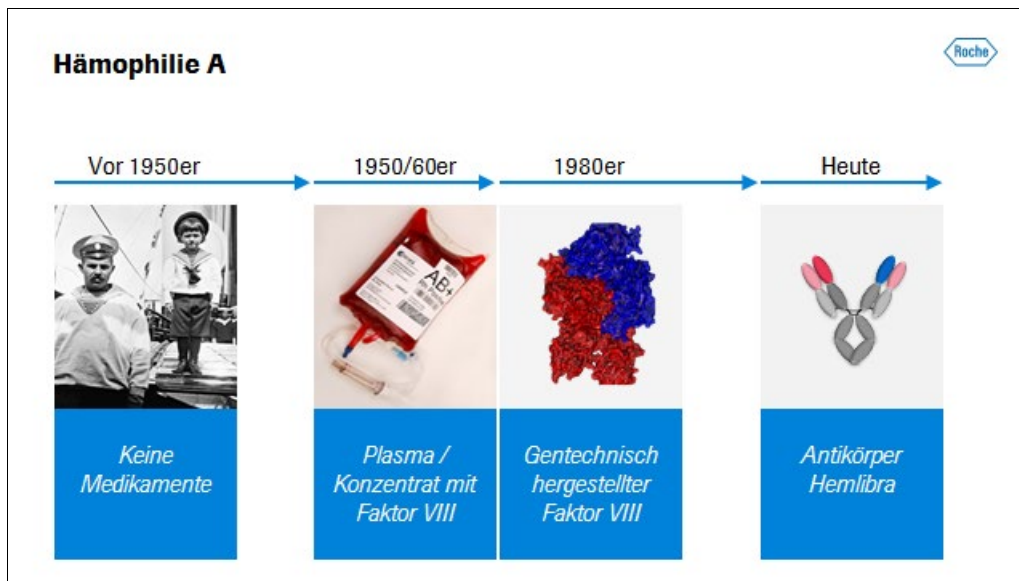 Hämophilie A
Roche
Vor 1950er
1950/60er
1980er
Heute
AB+
Keine
Medikamente
Plasma /
Konzentrat mit
Faktor VIII
Gentechnisch
hergestellter
Faktor VIII
Antikörper
Hemlibra